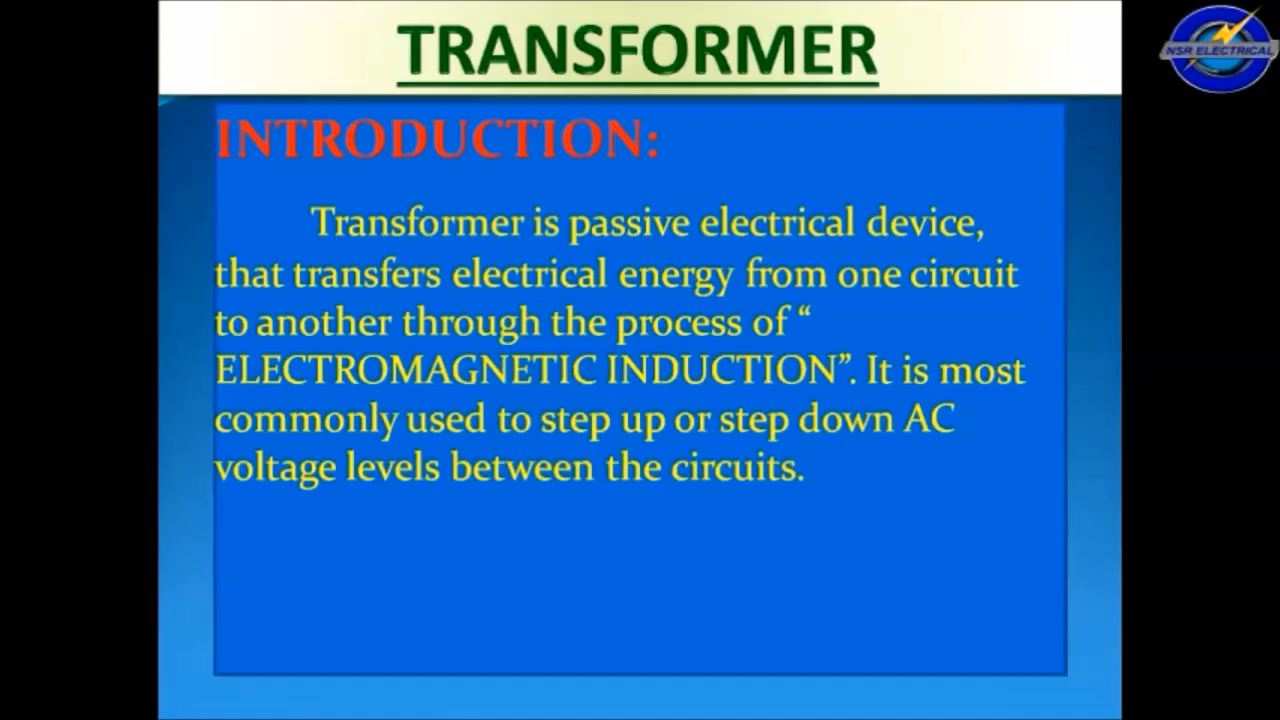 TRANSFORMER
NSR ELECTRICAL
INTRODUCTION:
Transformer is passive electrical device,
that transfers electrical energy from one circuit
to another through the process of “
ELECTROMAGNETIC INDUCTION”. It is most
commonly used to step up or step down AC
voltage levels between the circuits.